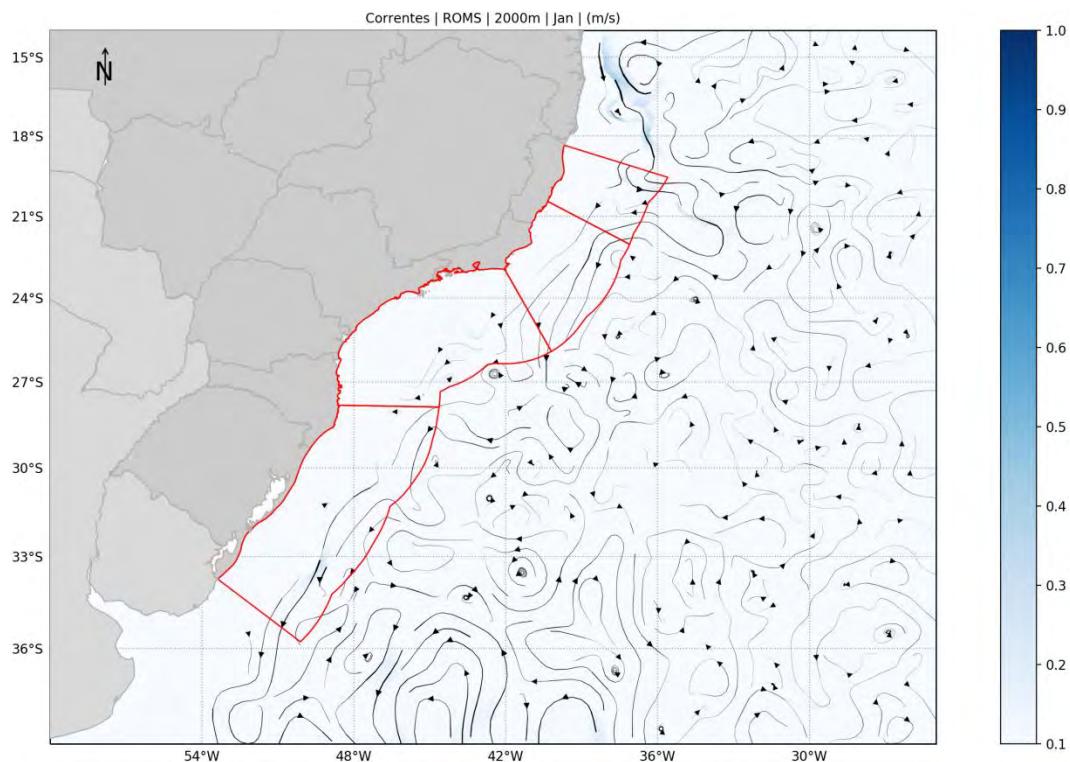 Correntes | ROMS | 2000m | Jan | (m/s)
N
15°S
18°S
21°S
24°S
27°S
30°S
33°S
36°S
54°W
48°W
42°W
36°W
30°W
1.0
0.9
0.8
0.7
0.6
0.5
0.4
0.3
0.2
0.1